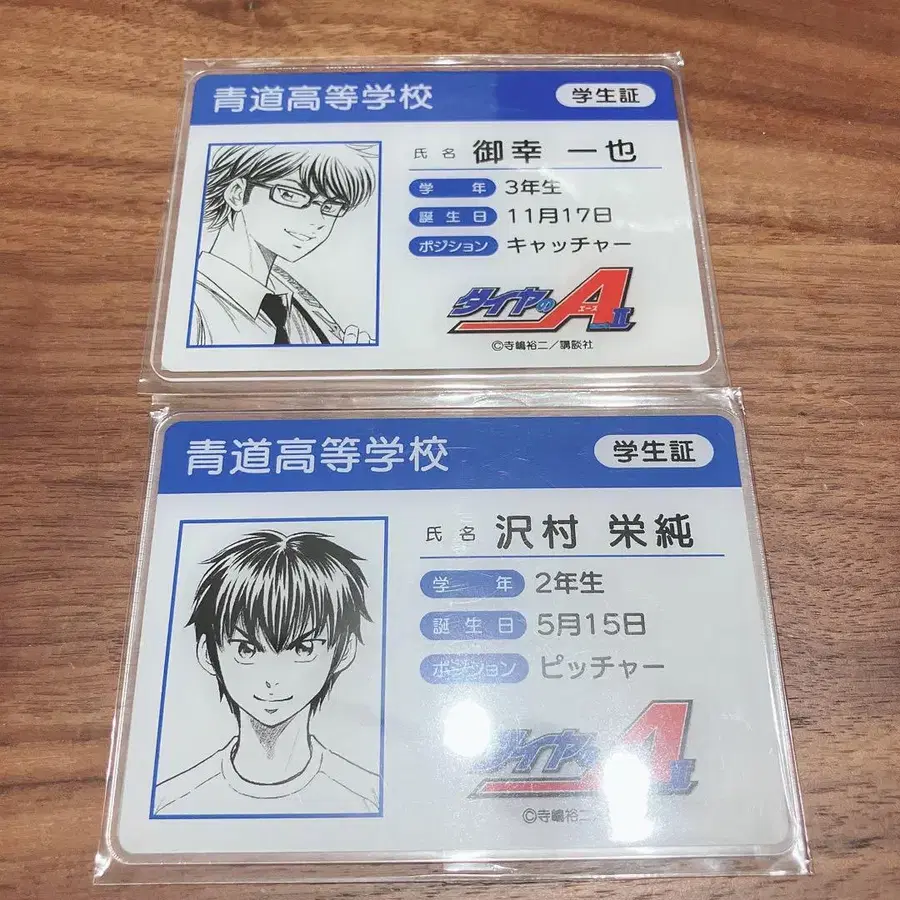 青道高等学校 学生証
氏名 御幸 一也
学年 3年生
誕生日 11月17日
ポジション キャッチャー
ダイヤのA
エース
II
©寺嶋裕二/講談社
青道高等学校 学生証
氏名 沢村 栄純
学年 2年生
誕生日 5月15日
ポジション ピッチャー
ダイヤのA
II
©寺嶋裕二